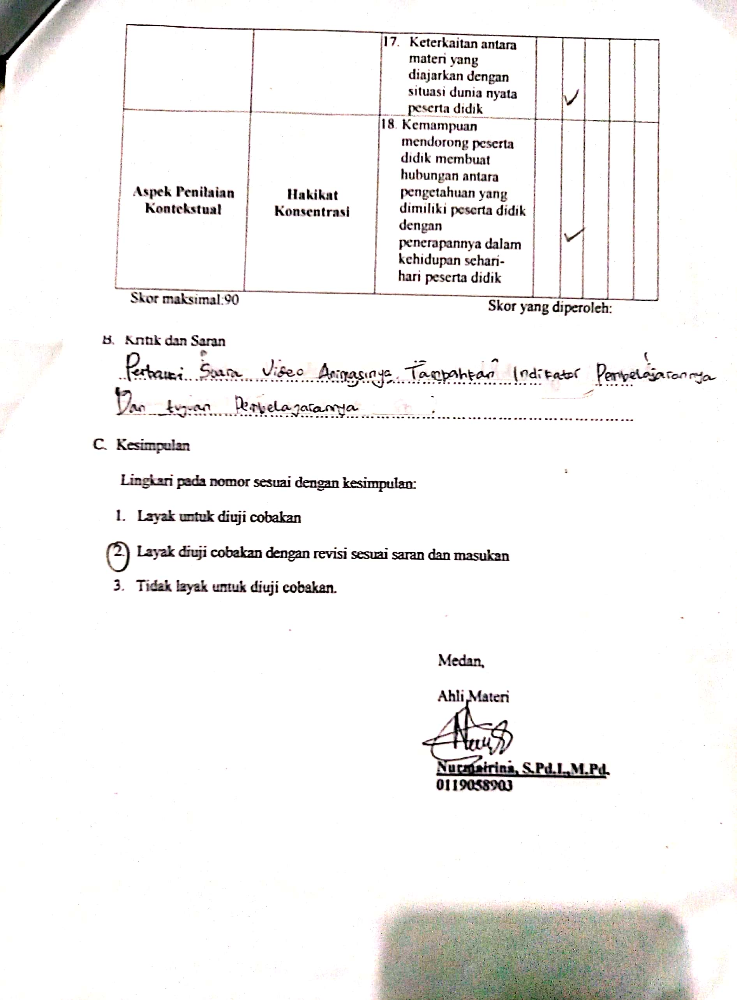 17. Keterkaitan antara
materi yang
diajarkan dengan
situasi dunia nyata
peserta didik
Aspek Penilaian
Kontekstual
Hakikat
Konsentrasi
18. Kemampuan
mendorong peserta
didik membuat
hubungan antara
pengetahuan yang
dimiliki peserta didik
dengan
penerapannya dalam
kehidupan sehari-
hari peserta didik
Skor maksimal:90
Skor yang diperoleh:
B. Kritik dan Saran
Perbaiki Suara Video Animasinya. Tambahkan Indikator Pembelajarannya
Dan tujuan Pembelajarannya
C. Kesimpulan
Lingkari pada nomor sesuai dengan kesimpulan:
1. Layak untuk diuji cobakan
2. Layak diuji cobakan dengan revisi sesuai saran dan masukan
3. Tidak layak untuk diuji cobakan.
Medan,
Ahli Materi
Nurmairina, S.Pd.I.,M.Pd.
0119058903